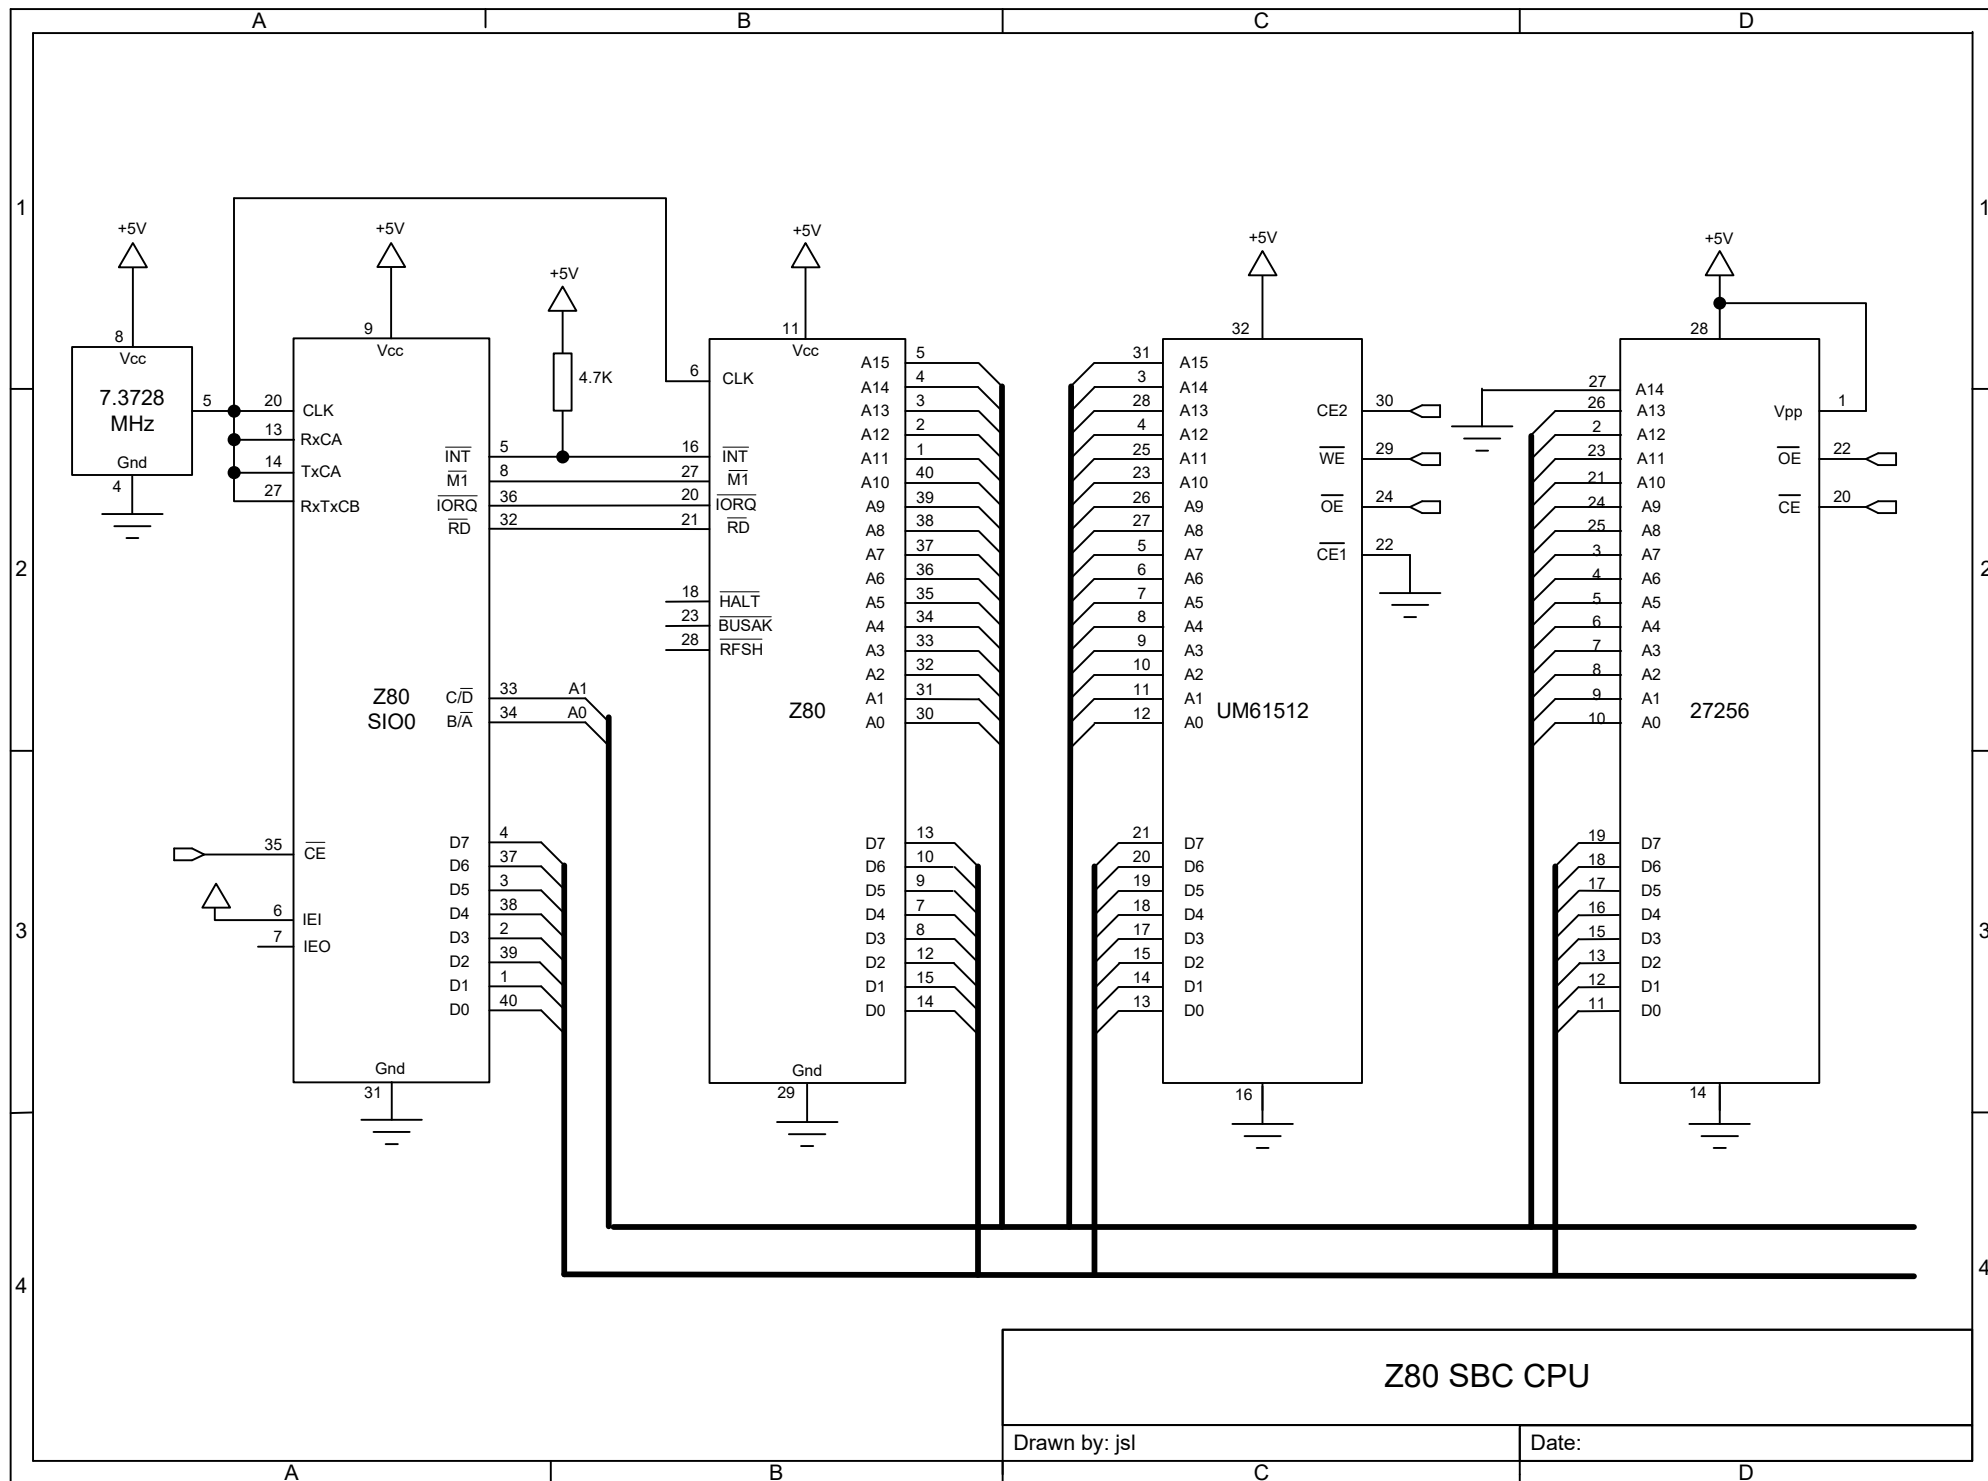 A B C D
1 1
+5V +5V +5V +5V +5V +5V
8 9 11 32 28
Vcc Vcc Vcc
7.3728
MHz
5
Gnd
4
20 CLK
13 RxCA
14 TxCA
27 RxTxCB
4.7K
INT 5
M1 8
IORQ 36
RD 32
Z80
SIO0
C/D 33 A1
B/A 34 A0
35 CE
6 IEI
7 IEO
D7 4
D6 37
D5 3
D4 38
D3 2
D2 39
D1 1
D0 40
Gnd
31
6 CLK
16 INT
27 M1
20 IORQ
21 RD
18 HALT
23 BUSAK
28 RFSH
Z80
A15 5
A14 4
A13 3
A12 2
A11 1
A10 40
A9 39
A8 38
A7 37
A6 36
A5 35
A4 34
A3 33
A2 32
A1 31
A0 30
D7 13
D6 10
D5 9
D4 7
D3 8
D2 12
D1 15
D0 14
Gnd
29
31 A15
3 A14
28 A13
4 A12
25 A11
23 A10
26 A9
27 A8
5 A7
6 A6
7 A5
8 A4
9 A3
10 A2
11 A1
12 A0
UM61512
CE2 30
WE 29
OE 24
CE1 22
21 D7
20 D6
19 D5
18 D4
17 D3
15 D2
14 D1
13 D0
16
27 A14
26 A13
2 A12
23 A11
21 A10
24 A9
25 A8
3 A7
4 A6
5 A5
6 A4
7 A3
8 A2
9 A1
10 A0
27256
Vpp 1
OE 22
CE 20
19 D7
18 D6
17 D5
16 D4
15 D3
13 D2
12 D1
11 D0
14
2 2
3 3
4 4
Z80 SBC CPU
Drawn by: jsl
Date:
A B C D